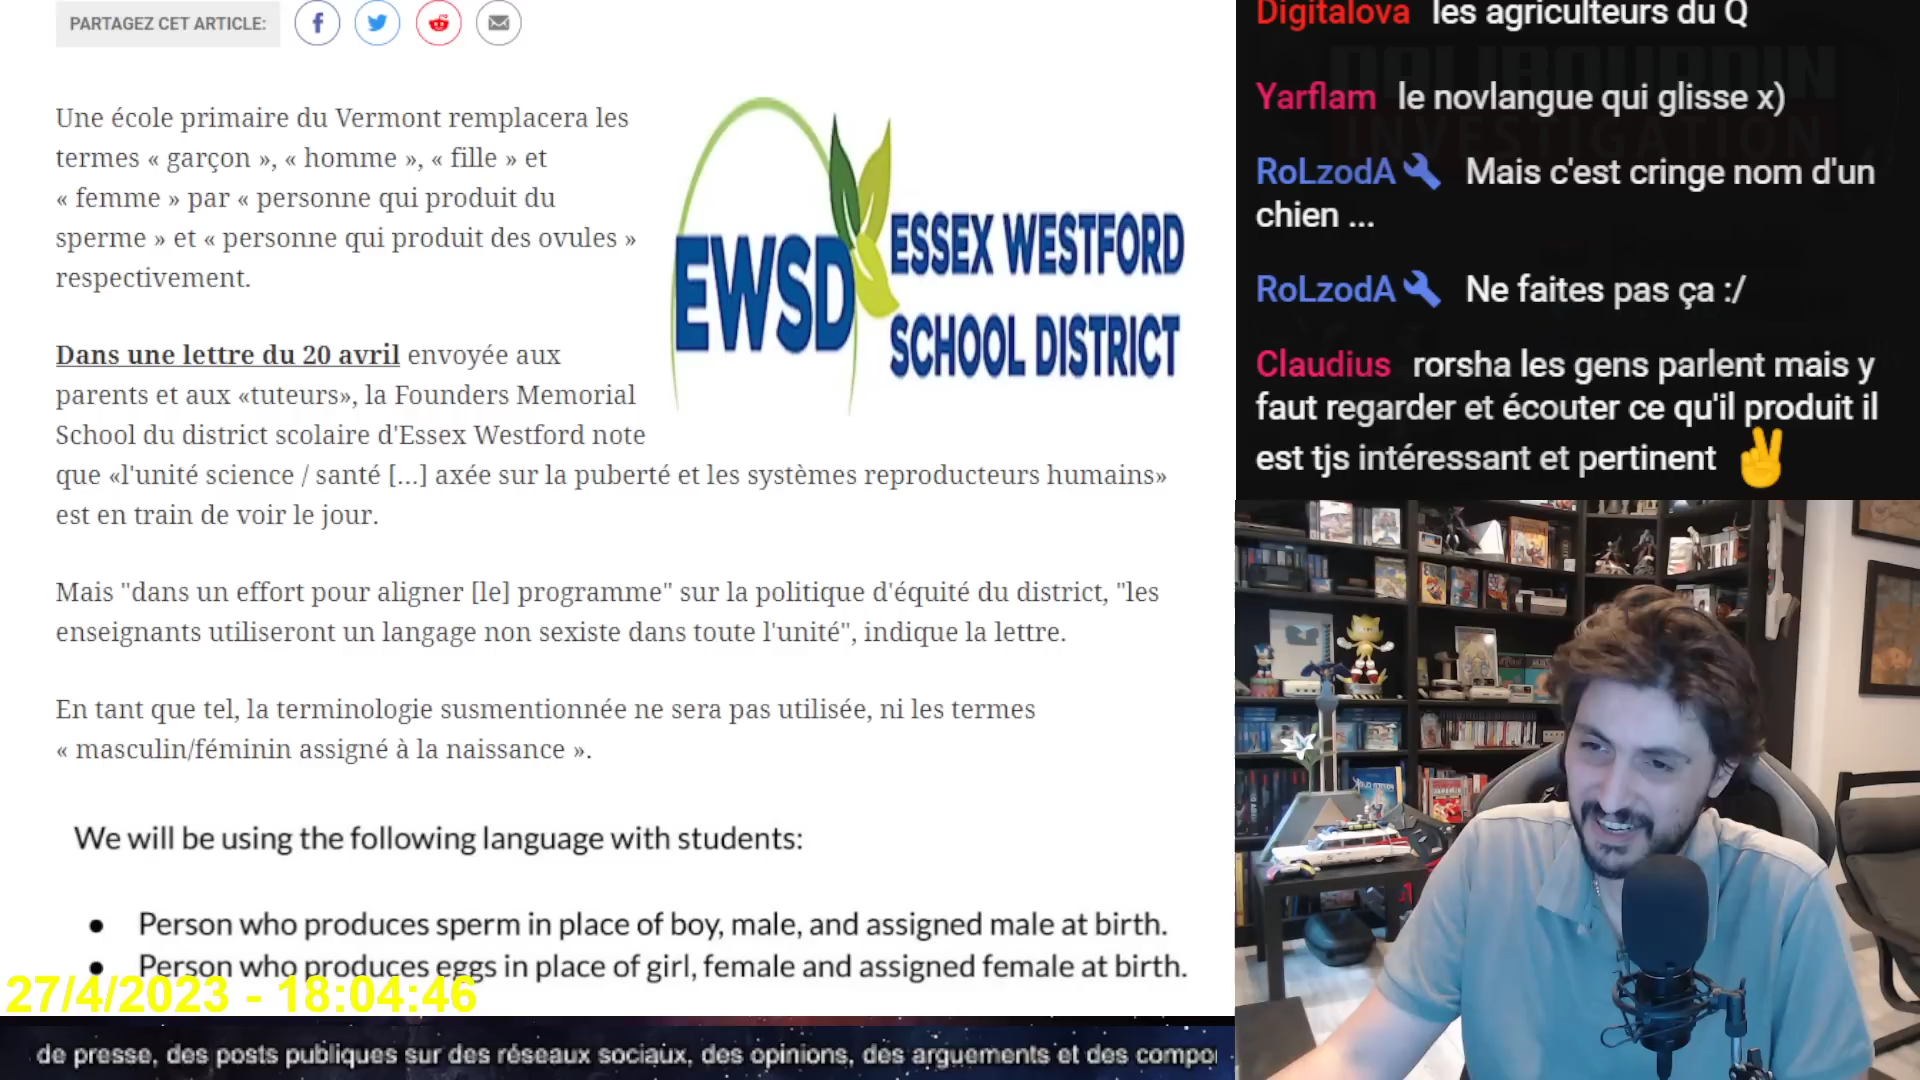 PARTAGEZ CET ARTICLE:
Une école primaire du Vermont remplacera les
termes « garçon », « homme », « fille » et
« femme » par « personne qui produit du
sperme » et « personne qui produit des ovules »
respectivement.
EWSD
ESSEX WESTFORD
SCHOOL DISTRICT
Dans une lettre du 20 avril envoyée aux
parents et aux «tuteurs», la Founders Memorial
School du district scolaire d'Essex Westford note
que «l'unité science / santé [...] axée sur la puberté et les systèmes reproducteurs humains»
est en train de voir le jour.
Mais "dans un effort pour aligner [le] programme" sur la politique d'équité du district, "les
enseignants utiliseront un langage non sexiste dans toute l'unité", indique la lettre.
En tant que tel, la terminologie susmentionnée ne sera pas utilisée, ni les termes
« masculin/féminin assigné à la naissance ».
We will be using the following language with students:
● Person who produces sperm in place of boy, male, and assigned male at birth.
● Person who produces eggs in place of girl, female and assigned female at birth.
27/4/2023 - 18:04:46
de presse, des posts publiques sur des réseaux sociaux, des opinions, des arguements et des compo
Digitalova les agriculteurs du Q
Yarflam le novlangue qui glisse x)
RoLzodA Mais c'est cringe nom d'un
chien ...
RoLzodA Ne faites pas ça :/
Claudius rorsha les gens parlent mais y
faut regarder et écouter ce qu'il produit il
est tjs intéressant et pertinent ✌
INVESTIGATION